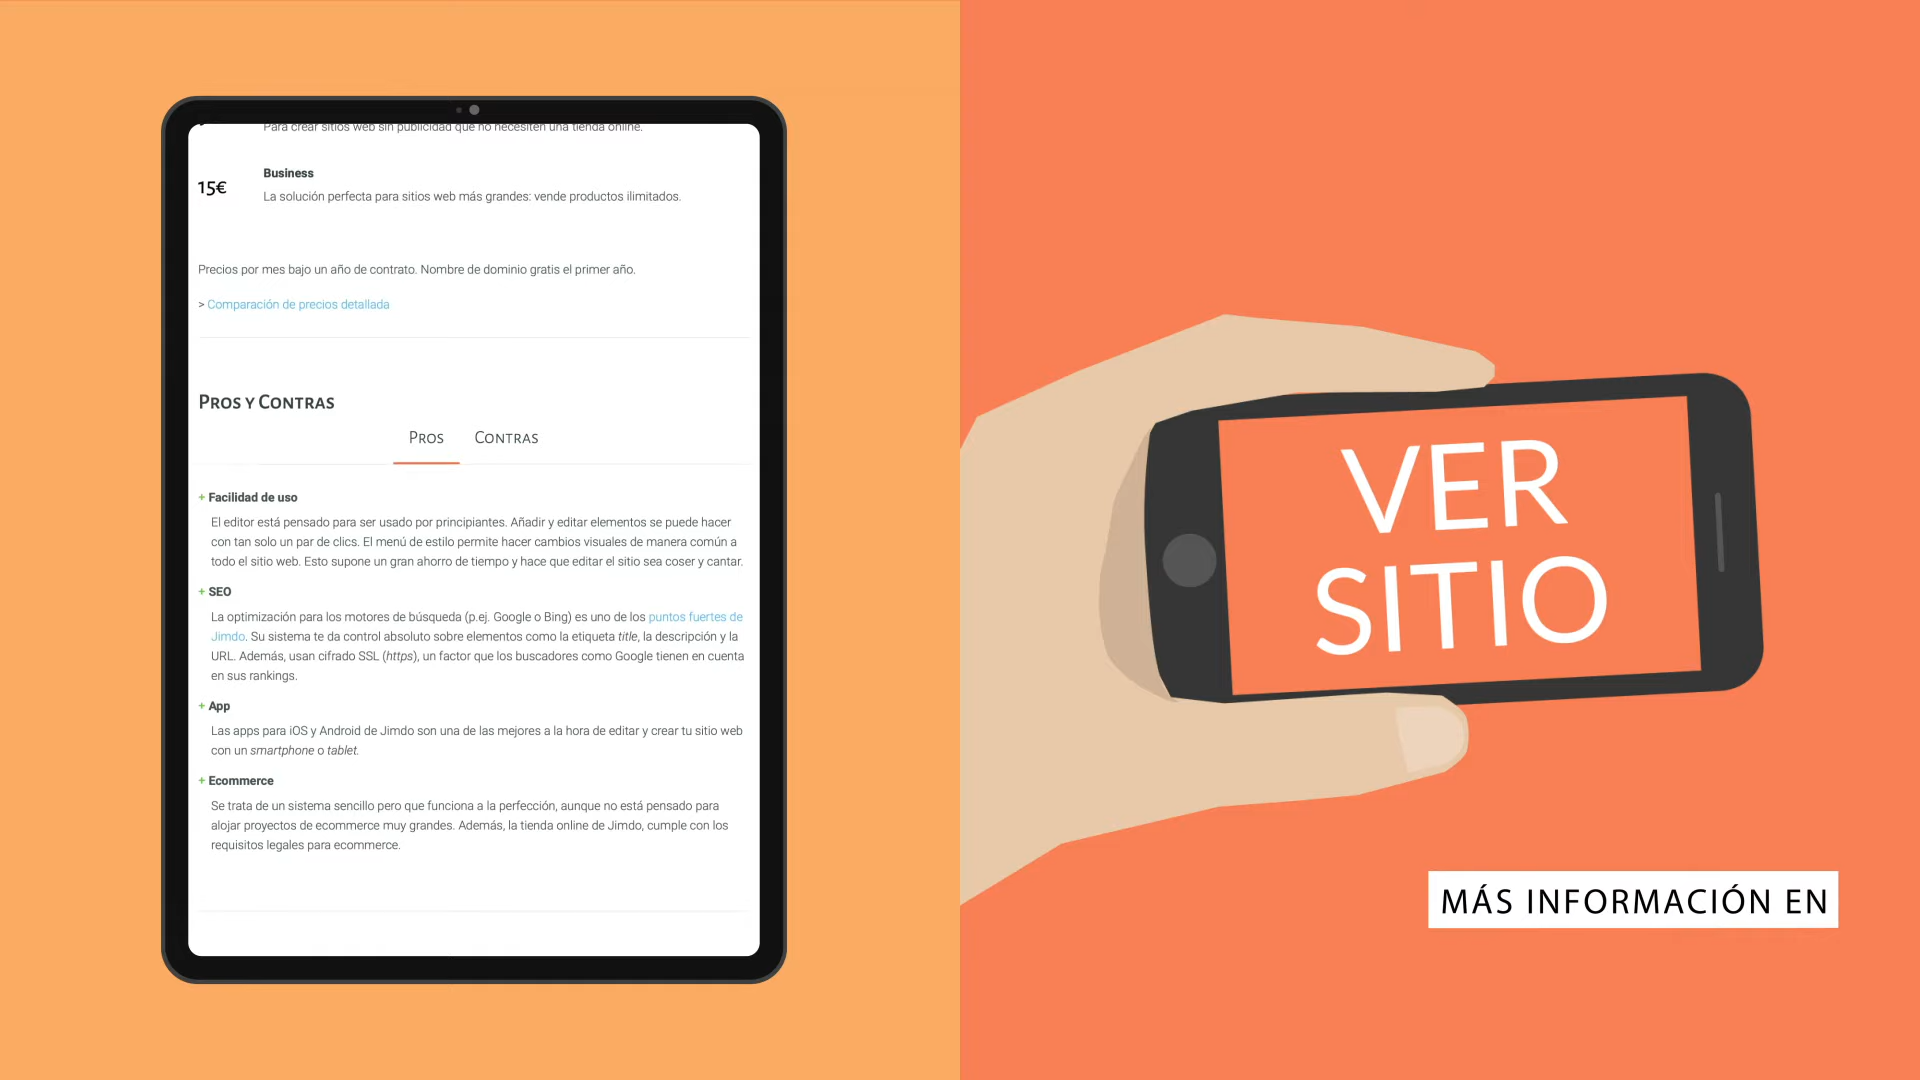 Para crear sitios web sin publicidad que no necesiten una tienda online.
15€
Business
La solución perfecta para sitios web más grandes: vende productos ilimitados.
Precios por mes bajo un año de contrato. Nombre de dominio gratis el primer año.
> Comparación de precios detallada
Pros y Contras
Pros Contras
+ Facilidad de uso
El editor está pensado para ser usado por principiantes. Añadir y editar elementos se puede hacer
con tan solo un par de clics. El menú de estilo permite hacer cambios visuales de manera común a
todo el sitio web. Esto supone un gran ahorro de tiempo y hace que editar el sitio sea coser y cantar.
+ SEO
La optimización para los motores de búsqueda (p.ej. Google o Bing) es uno de los puntos fuertes de
Jimdo. Su sistema te da control absoluto sobre elementos como la etiqueta title, la descripción y la
URL. Además, usan cifrado SSL (https), un factor que los buscadores como Google tienen en cuenta
en sus rankings.
+ App
Las apps para iOS y Android de Jimdo son una de las mejores a la hora de editar y crear tu sitio web
con un smartphone o tablet.
+ Ecommerce
Se trata de un sistema sencillo pero que funciona a la perfección, aunque no está pensado para
alojar proyectos de ecommerce muy grandes. Además, la tienda online de Jimdo, cumple con los
requisitos legales para ecommerce.
VER
SITIO
MÁS INFORMACIÓN EN